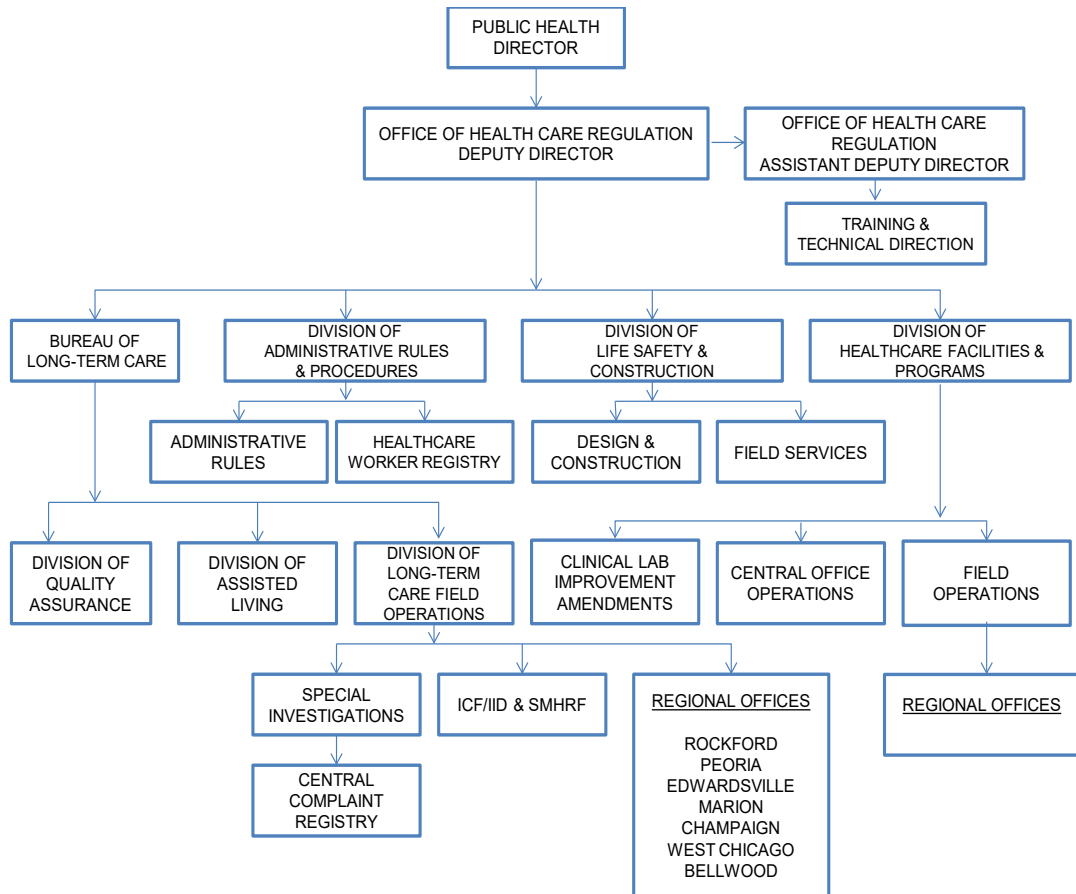 PUBLIC HEALTH
DIRECTOR
OFFICE OF HEALTH CARE REGULATION
DEPUTY DIRECTOR
OFFICE OF HEALTH CARE
REGULATION
ASSISTANT DEPUTY DIRECTOR
TRAINING &
TECHNICAL DIRECTION
BUREAU OF
LONG-TERM CARE
DIVISION OF
ADMINISTRATIVE RULES
& PROCEDURES
DIVISION OF
LIFE SAFETY &
CONSTRUCTION
DIVISION OF
HEALTHCARE FACILITIES &
PROGRAMS
ADMINISTRATIVE
RULES
HEALTHCARE
WORKER REGISTRY
DESIGN &
CONSTRUCTION
FIELD SERVICES
DIVISION OF
QUALITY
ASSURANCE
DIVISION OF
ASSISTED
LIVING
DIVISION OF
LONG-TERM
CARE FIELD
OPERATIONS
CLINICAL LAB
IMPROVEMENT
AMENDMENTS
CENTRAL OFFICE
OPERATIONS
FIELD
OPERATIONS
SPECIAL
INVESTIGATIONS
ICF/IID & SMHRF
REGIONAL OFFICES
ROCKFORD
PEORIA
EDWARDSVILLE
MARION
CHAMPAIGN
WEST CHICAGO
BELLWOOD
REGIONAL OFFICES
CENTRAL
COMPLAINT
REGISTRY